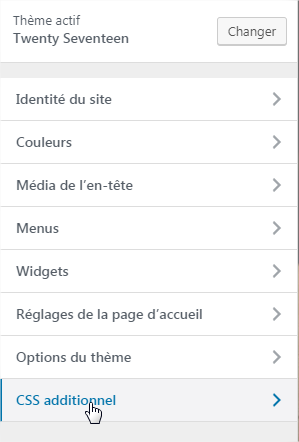 Thème actif
Twenty Seventeen
Changer
Identité du site
Couleurs
Média de l’en-tête
Menus
Widgets
Réglages de la page d’accueil
Options du thème
CSS additionnel